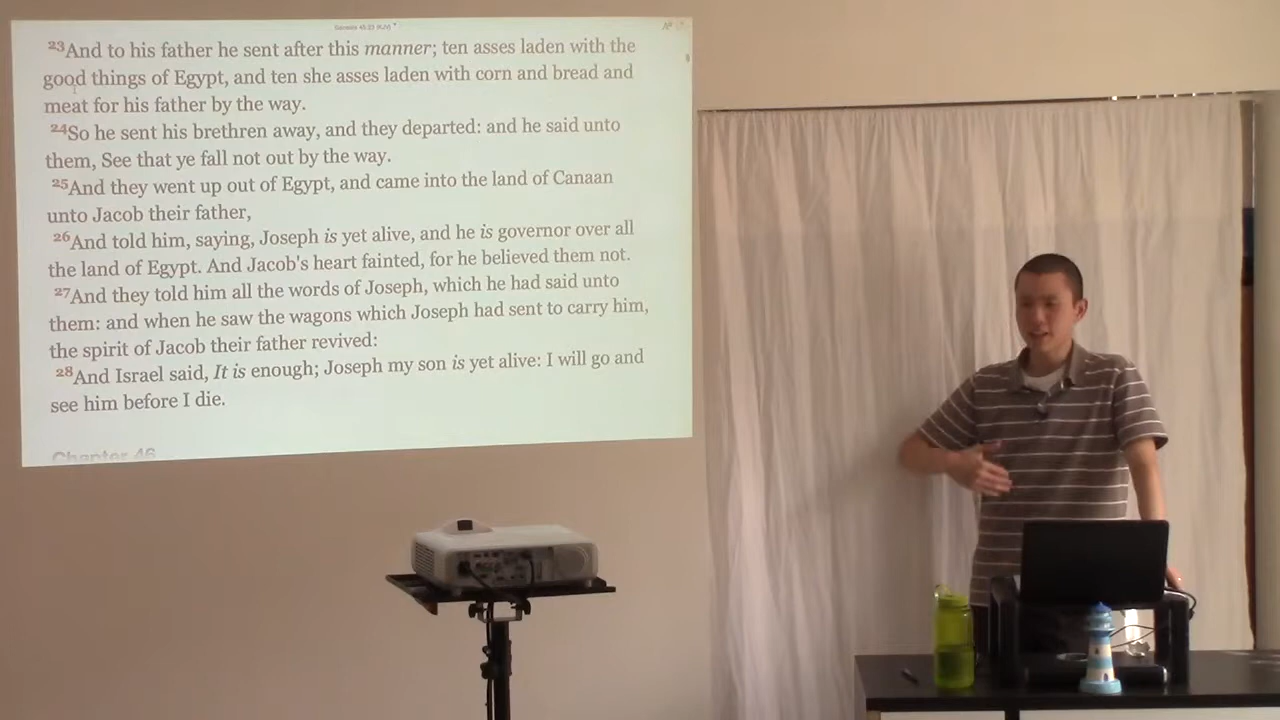 Genesis 45:23 (KJV)
23And to his father he sent after this manner; ten asses laden with the
good things of Egypt, and ten she asses laden with corn and bread and
meat for his father by the way.
24So he sent his brethren away, and they departed: and he said unto
them, See that ye fall not out by the way.
25And they went up out of Egypt, and came into the land of Canaan
unto Jacob their father,
26And told him, saying, Joseph is yet alive, and he is governor over all
the land of Egypt. And Jacob's heart fainted, for he believed them not.
27And they told him all the words of Joseph, which he had said unto
them: and when he saw the wagons which Joseph had sent to carry him,
the spirit of Jacob their father revived:
28And Israel said, It is enough; Joseph my son is yet alive: I will go and
see him before I die.
Chapter 46